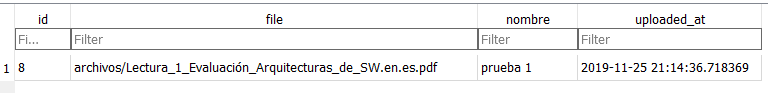 id file nombre uploaded_at
Fi... Filter Filter Filter
1 8 archivos/Lectura_1_Evaluación_Arquitecturas_de_SW.en.es.pdf prueba 1 2019-11-25 21:14:36.718369